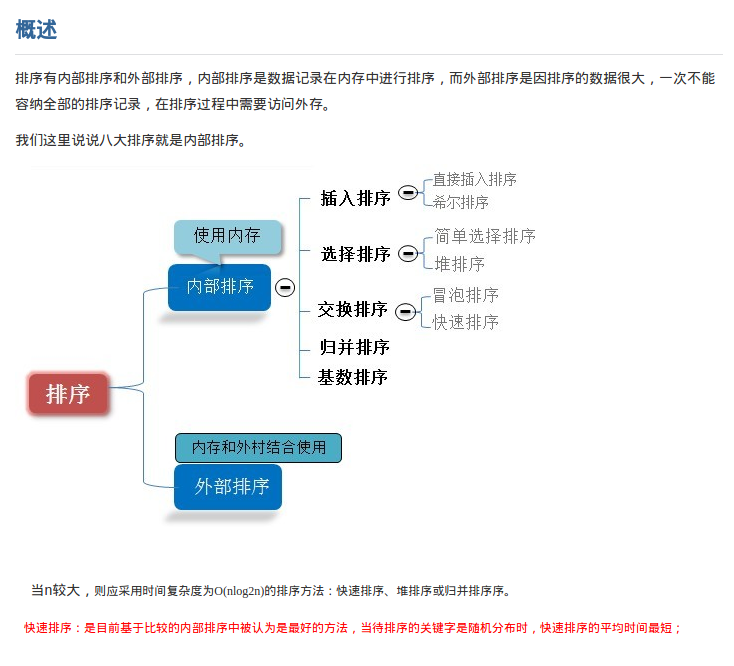 概述
排序有内部排序和外部排序，内部排序是数据记录在内存中进行排序，而外部排序是因排序的数据很大，一次不能
容纳全部的排序记录，在排序过程中需要访问外存。
我们这里说说八大排序就是内部排序。
使用内存
内部排序
插入排序
直接插入排序
希尔排序
选择排序
简单选择排序
堆排序
交换排序
冒泡排序
快速排序
归并排序
基数排序
排序
内存和外村结合使用
外部排序
当n较大，则应采用时间复杂度为O(nlog2n)的排序方法：快速排序、堆排序或归并排序序。
快速排序：是目前基于比较的内部排序中被认为是最好的方法，当待排序的关键字是随机分布时，快速排序的平均时间最短；